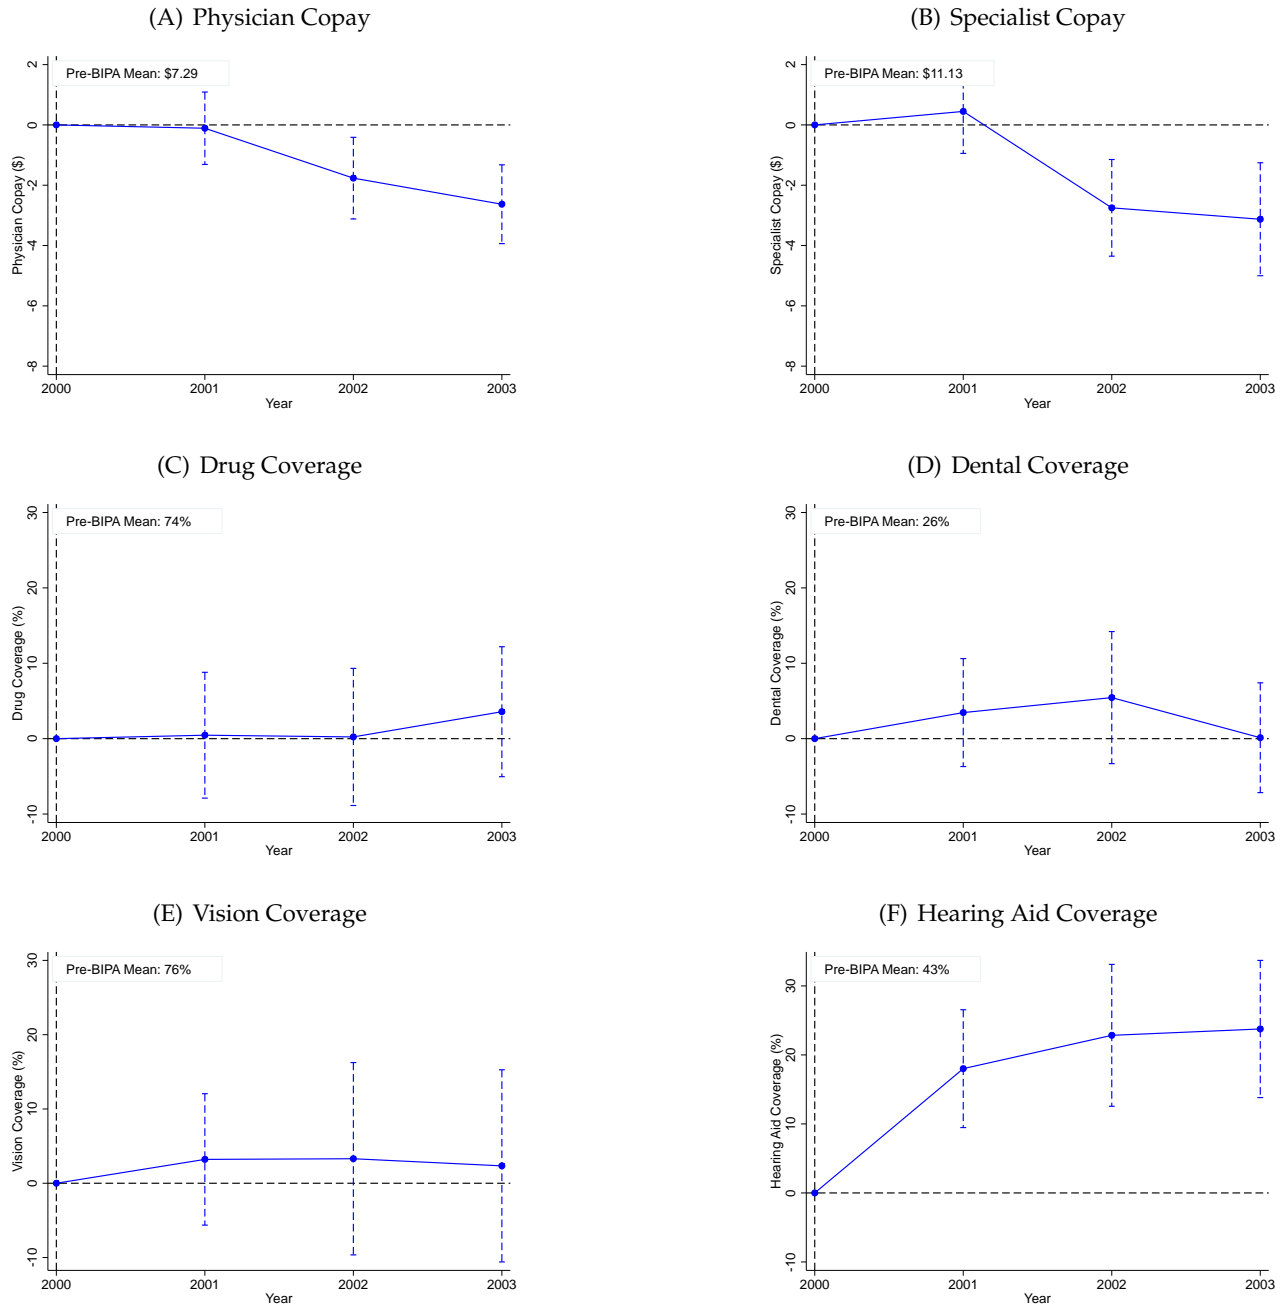 (A) Physician Copay
Pre-BIPA Mean: $7.29
Physician Copay ($)
2
0
-2
-4
-6
-8
2000 2001 2002 2003
Year
(B) Specialist Copay
Pre-BIPA Mean: $11.13
Specialist Copay ($)
2
0
-2
-4
-6
-8
2000 2001 2002 2003
Year
(C) Drug Coverage
Pre-BIPA Mean: 74%
Drug Coverage (%)
30
20
10
0
-10
2000 2001 2002 2003
Year
(D) Dental Coverage
Pre-BIPA Mean: 26%
Dental Coverage (%)
30
20
10
0
-10
2000 2001 2002 2003
Year
(E) Vision Coverage
Pre-BIPA Mean: 76%
Vision Coverage (%)
30
20
10
0
-10
2000 2001 2002 2003
Year
(F) Hearing Aid Coverage
Pre-BIPA Mean: 43%
Hearing Aid Coverage (%)
30
20
10
0
-10
2000 2001 2002 2003
Year